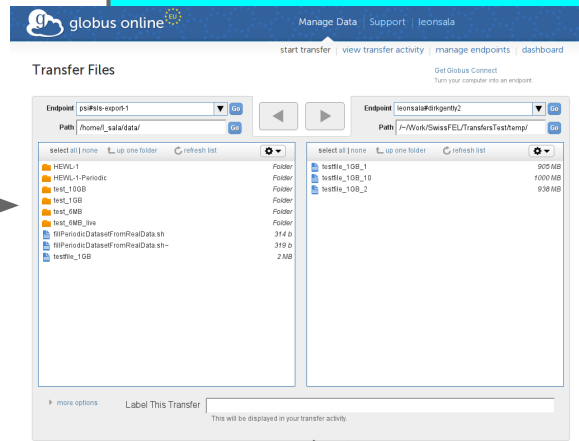 globus online EU
Manage Data | Support | leonsala
start transfer | view transfer activity | manage endpoints | dashboard
Transfer Files
Get Globus Connect
Turn your computer into an endpoint.
Endpoint psi#sls-export-1 Go
Path /home/l_sala/data/ Go
Endpoint leonsala#dirkgently2 Go
Path /~/Work/SwissFEL/TransfersTest/temp/ Go
select all | none up one folder refresh list
HEWL-1 Folder
HEWL-1-Periodic Folder
test_10GB Folder
test_1GB Folder
test_6MB Folder
test_6MB_live Folder
fillPeriodicDatasetFromRealData.sh 314 b
fillPeriodicDatasetFromRealData.sh~ 319 b
testfile_1GB 2 MB
select all | none up one folder refresh list
testfile_1GB_1 905 MB
testfile_1GB_10 1000 MB
testfile_1GB_2 938 MB
more options
Label This Transfer
This will be displayed in your transfer activity.